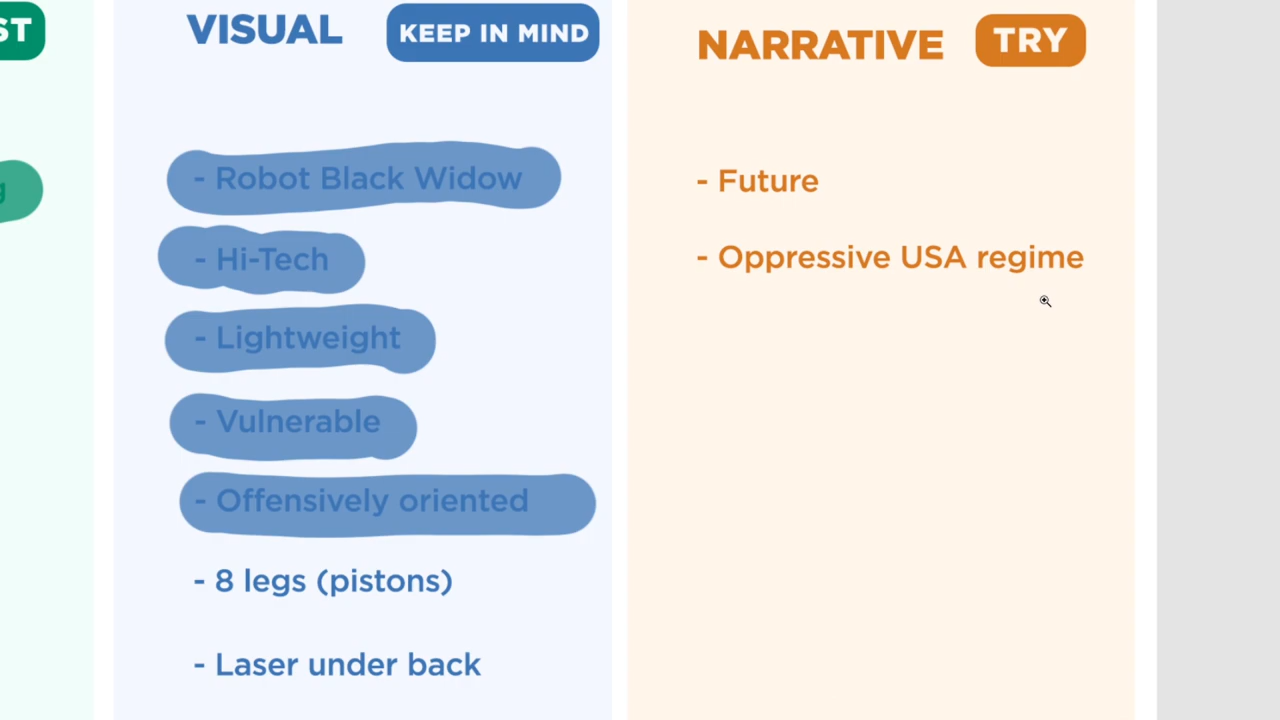 ST
g
VISUAL
KEEP IN MIND
- Robot Black Widow
- Hi-Tech
- Lightweight
- Vulnerable
- Offensively oriented
- 8 legs (pistons)
- Laser under back
NARRATIVE
TRY
- Future
- Oppressive USA regime